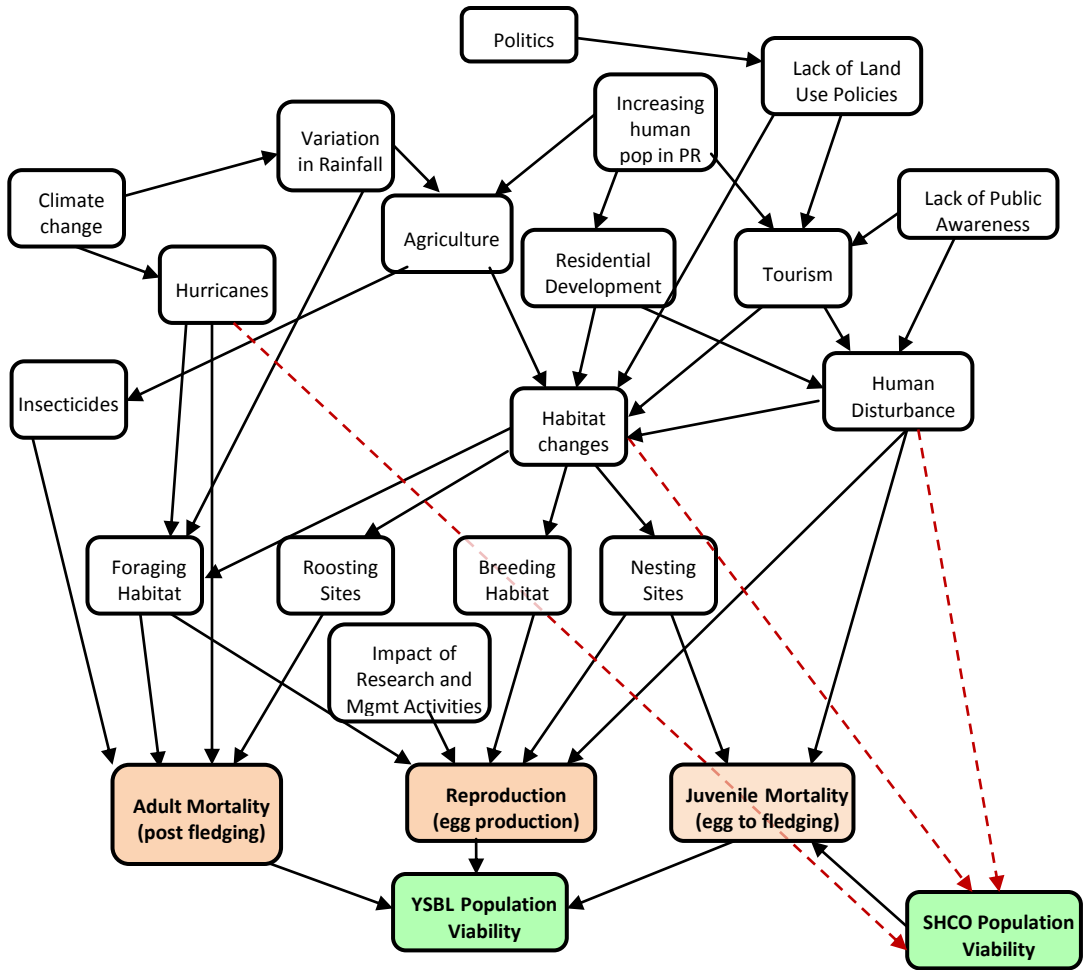 Politics
Lack of Land
Use Policies
Increasing
human
pop in PR
Variation
in Rainfall
Climate
change
Lack of Public
Awareness
Agriculture
Residential
Development
Tourism
Hurricanes
Insecticides
Habitat
changes
Human
Disturbance
Foraging
Habitat
Roosting
Sites
Breeding
Habitat
Nesting
Sites
Impact of
Research and
Mgmt Activities
Adult Mortality
(post fledging)
Reproduction
(egg production)
Juvenile Mortality
(egg to fledging)
YSBL Population
Viability
SHCO Population
Viability